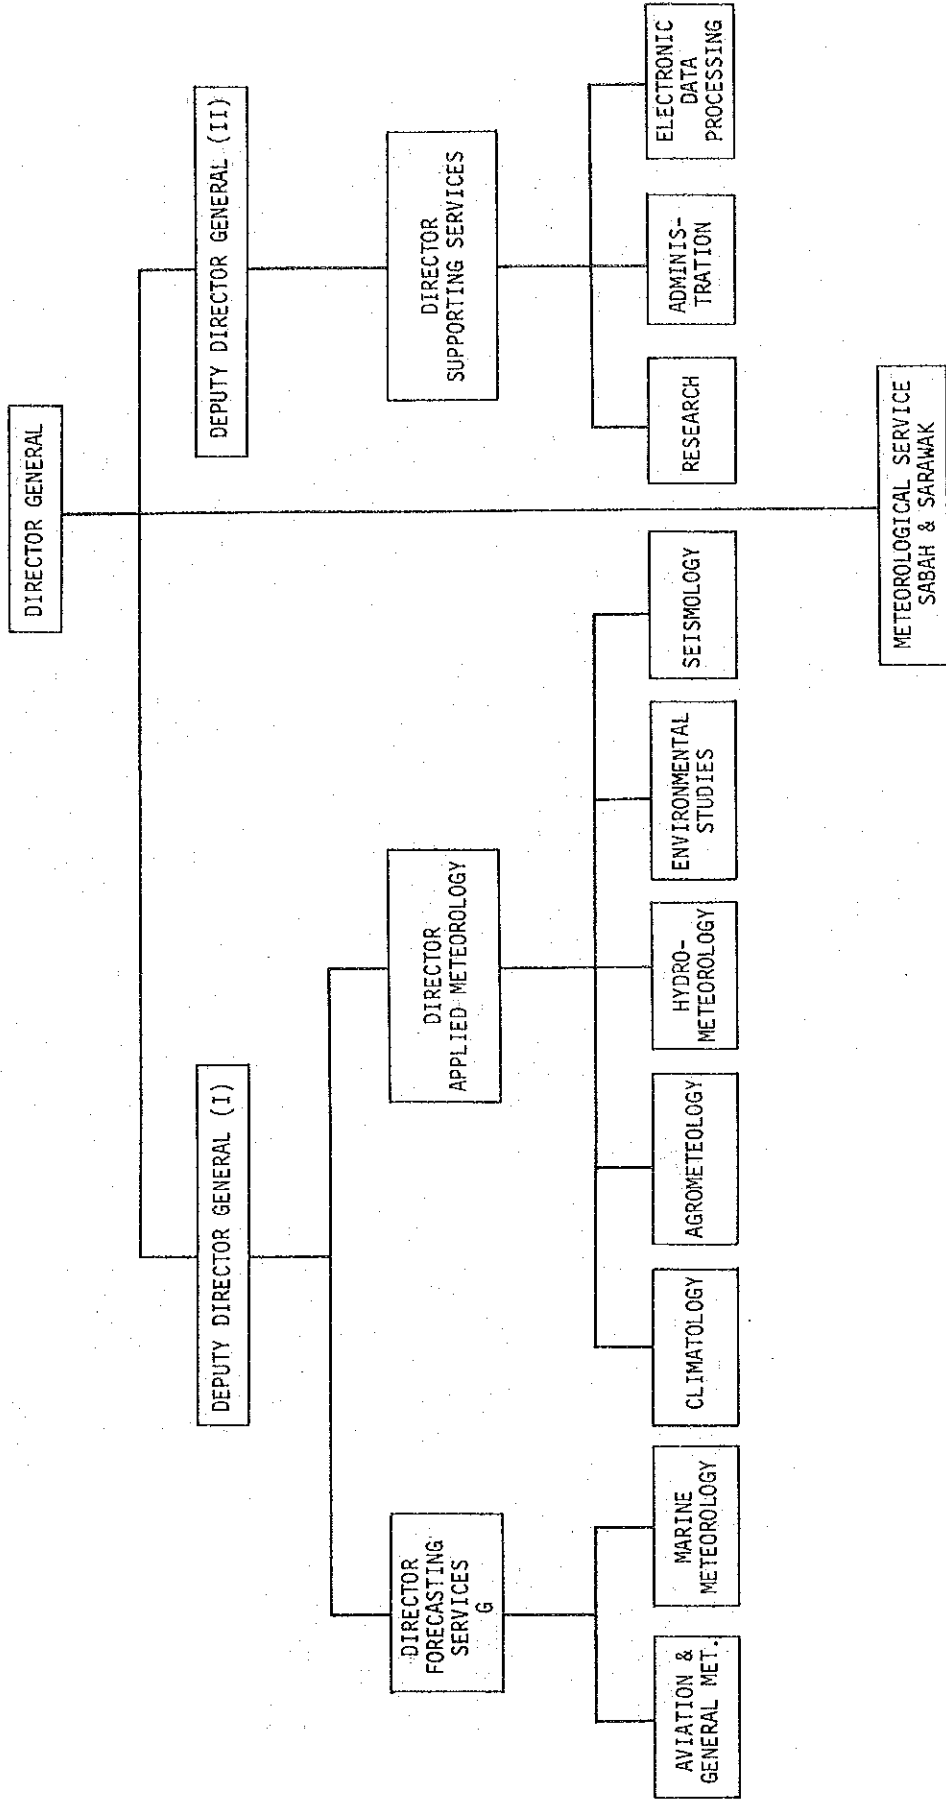 DIRECTOR GENERAL
DEPUTY DIRECTOR GENERAL (I)
DEPUTY DIRECTOR GENERAL (II)
DIRECTOR
FORECASTING
SERVICES
G
DIRECTOR
APPLIED METEOROLOGY
DIRECTOR
SUPPORTING SERVICES
AVIATION &
GENERAL MET.
MARINE
METEOROLOGY
CLIMATOLOGY
AGROMETEOLOGY
HYDRO-
METEOROLOGY
ENVIRONMENTAL
STUDIES
SEISMOLOGY
RESEARCH
ADMINIS-
TRATION
ELECTRONIC
DATA
PROCESSING
METEOROLOGICAL SERVICE
SABAH & SARAWAK